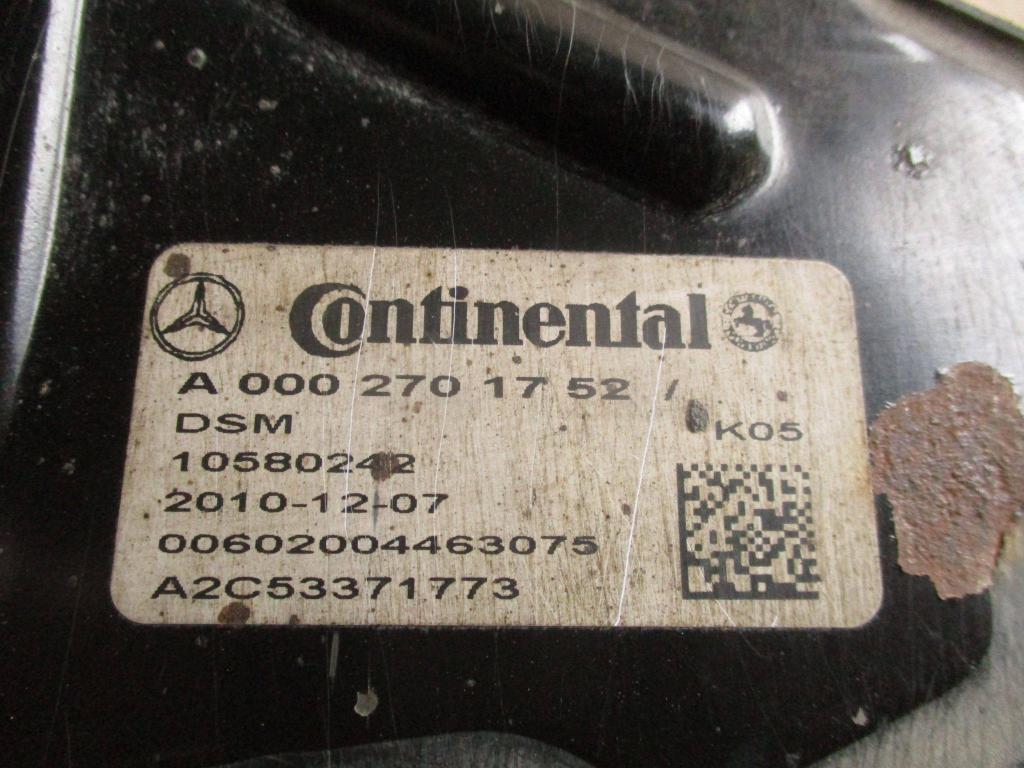 Continental
A 000 270 17 52 /
DSM
K05
10580242
2010-12-07
00602004463075
A2C53371773